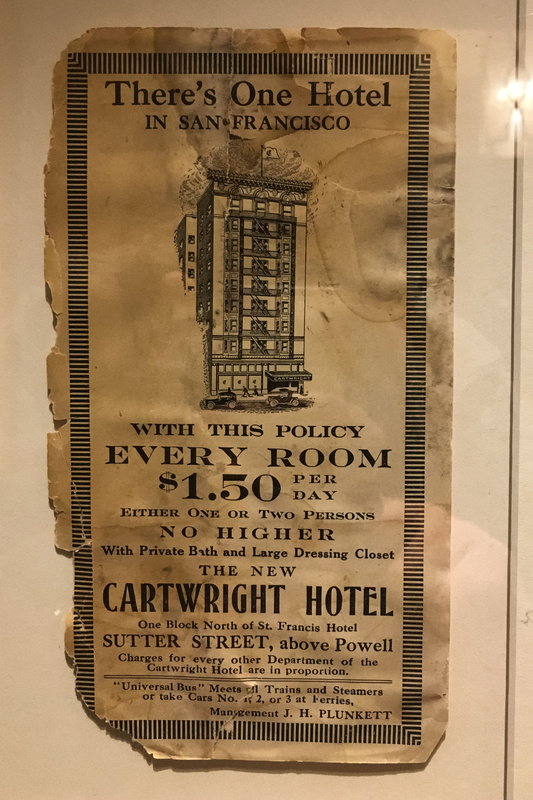 There's One Hotel
IN SAN FRANCISCO
CARTWRIGHT
WITH THIS POLICY
EVERY ROOM
$1.50 PER DAY
EITHER ONE OR TWO PERSONS
NO HIGHER
With Private Bath and Large Dressing Closet
THE NEW
CARTWRIGHT HOTEL
One Block North of St. Francis Hotel
SUTTER STREET, above Powell
Charges for every other Department of the
Cartwright Hotel are in proportion.
"Universal Bus" Meets all Trains and Steamers
or take Cars No. 1, 2, or 3 at Ferries,
Management J. H. PLUNKETT